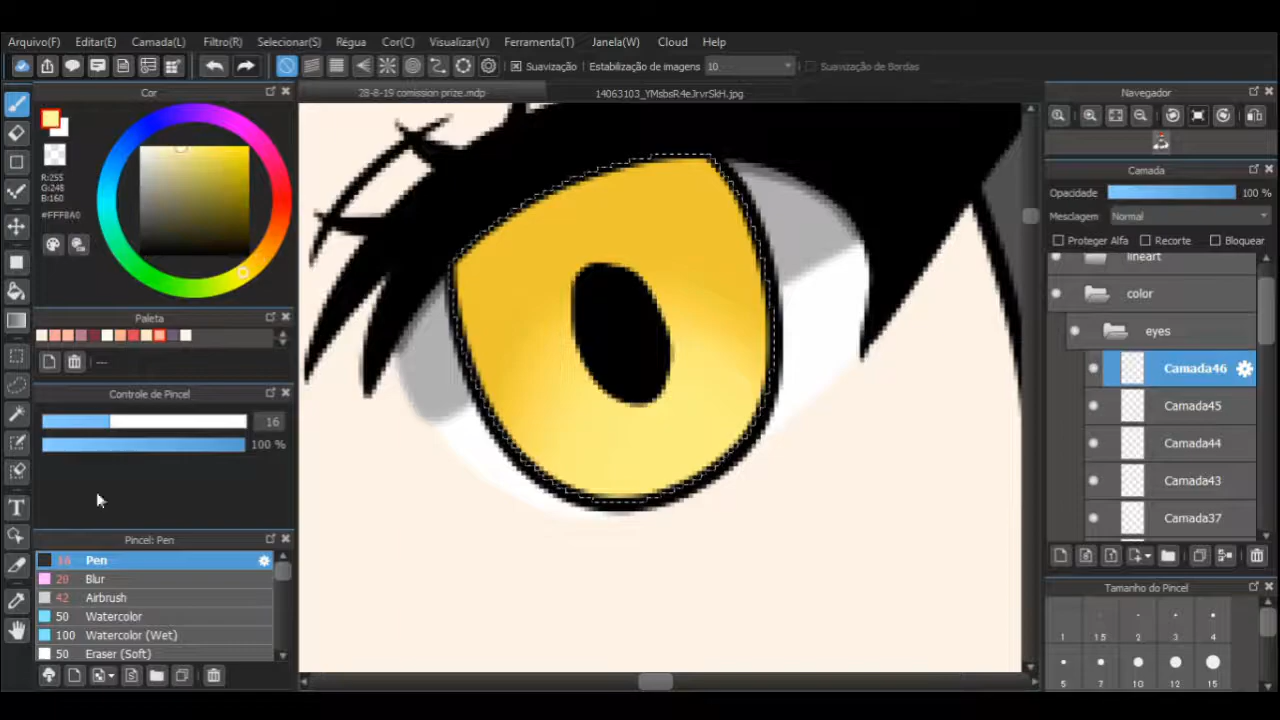 Arquivo(F) Editar(E) Camada(L) Filtro(R) Selecionar(S) Régua Cor(C) Visualizar(V) Ferramenta(T) Janela(W) Cloud Help
Suavização Estabilização de imagens 10 Suavização de Bordas
Cor
28-8-19 comission prize.mdp
14063103_YMsbsR4eJrvrSkH.jpg
Navegador
R:255
G:248
B:160
#FFF8A0
Camada
Opacidade 100 %
Mesclagem Normal
Proteger Alfa Recorte Bloquear
lineart
color
eyes
Camada46
Camada45
Camada44
Camada43
Camada37
Paleta
---
Controle de Pincel
16
100 %
Pincel: Pen
16 Pen
20 Blur
42 Airbrush
50 Watercolor
100 Watercolor (Wet)
50 Eraser (Soft)
T
Tamanho do Pincel
1 1.5 2 3 4
5 7 10 12 15